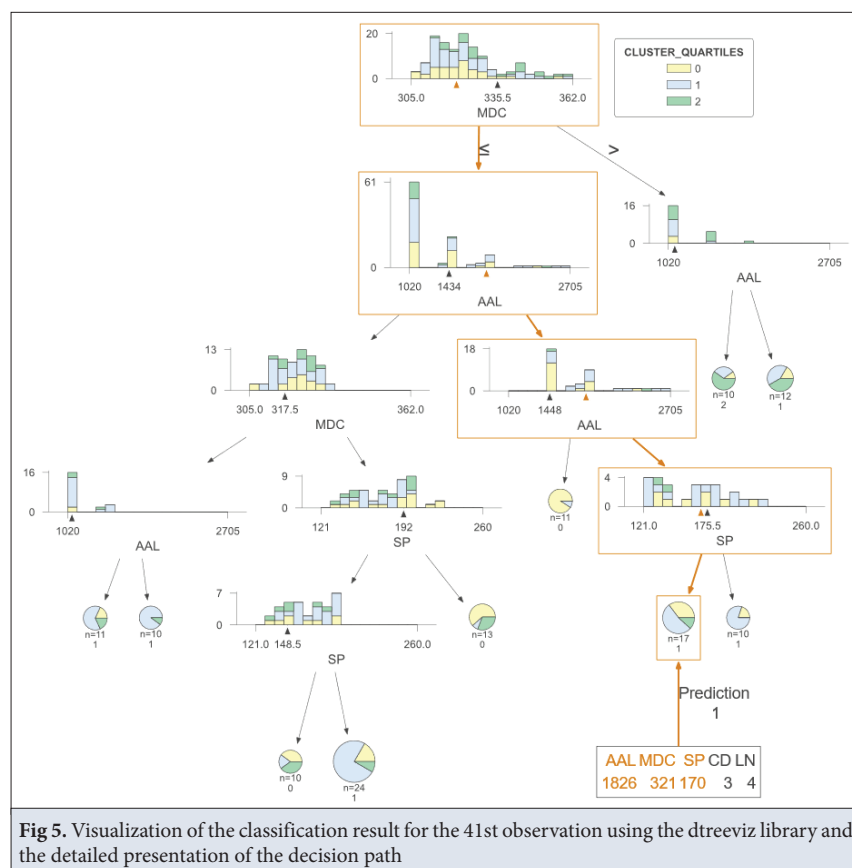 20
0
305.0 335.5 362.0
MDC
CLUSTER_QUARTILES
0
1
2
≤ >
61
0
1020 1434 2705
AAL
16
0
1020 2705
AAL
13
0
305.0 317.5 362.0
MDC
18
0
1020 1448 2705
AAL
n=10
2
n=12
1
16
0
1020 2705
AAL
9
0
121 192 260
SP
n=11
0
4
0
121.0 175.5 260.0
SP
n=11
1
n=10
1
7
0
121.0 148.5 260.0
SP
n=13
0
n=17
1
n=10
1
n=10
0
n=24
1
Prediction
1
AAL MDC SP CD LN
1826 321 170 3 4
Fig 5. Visualization of the classification result for the 41st observation using the dtreeviz library and
the detailed presentation of the decision path